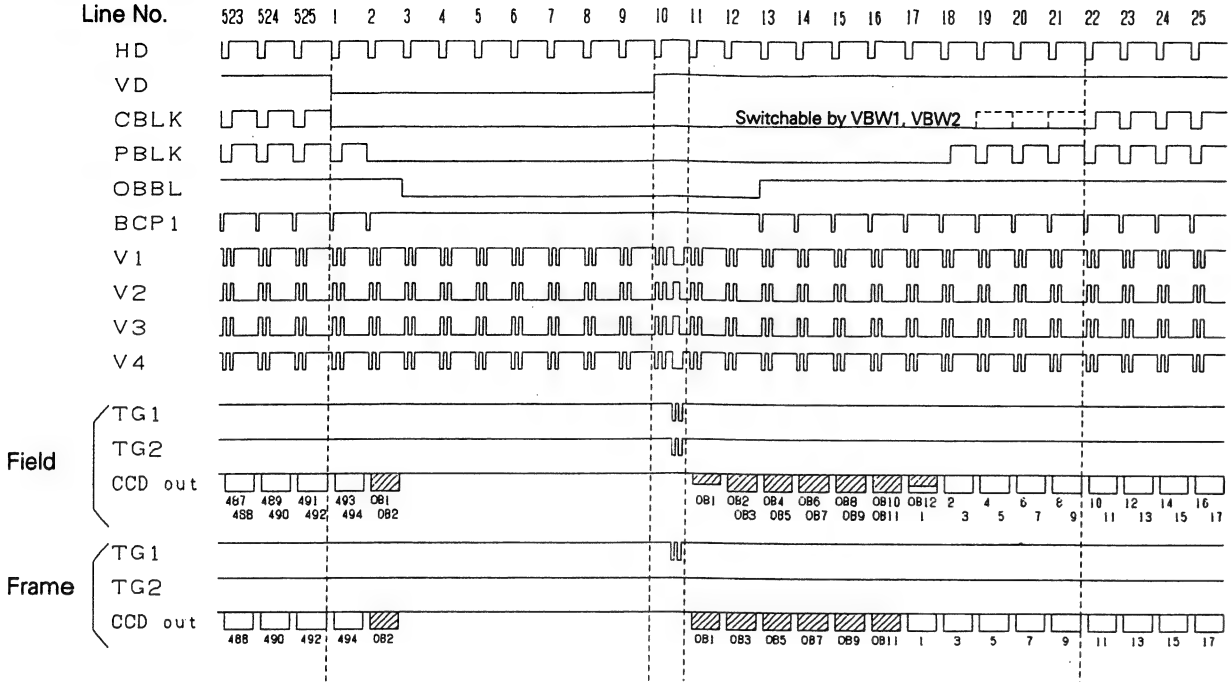 Line No. 523 524 525 1 2 3 4 5 6 7 8 9 10 11 12 13 14 15 16 17 18 19 20 21 22 23 24 25
HD
VD
CBLK Switchable by VBW1, VBW2
PBLK
OBBL
BCP1
V1
V2
V3
V4
Field
TG1
TG2
CCD out
487 489 491 493 OB1 OB1 OB2 OB4 OB6 OB8 OB10 OB12 2 4 6 8 10 12 14 16
488 490 492 494 OB2 OB3 OB5 OB7 OB9 OB11 1 3 5 7 9 11 13 15 17
Frame
TG1
TG2
CCD out
488 490 492 494 OB2 OB1 OB3 OB5 OB7 OB9 OB11 1 3 5 7 9 11 13 15 17